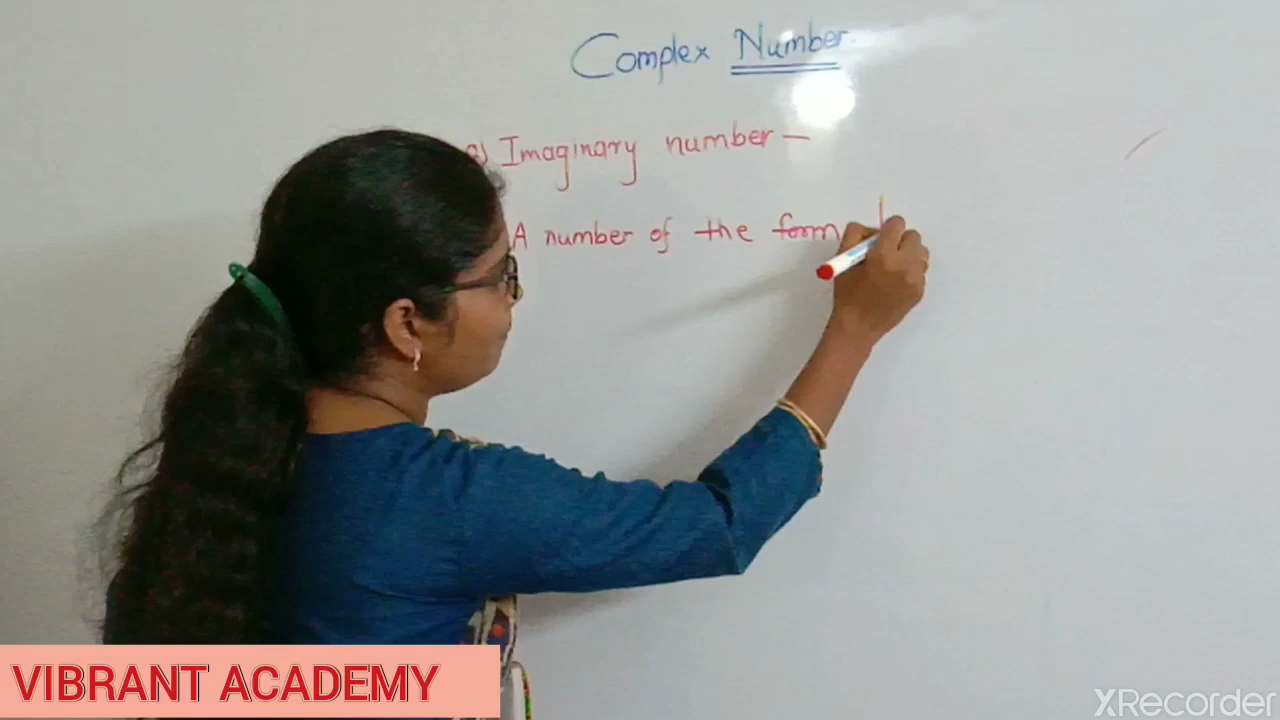 Complex Number
Imaginary number —
A number of the form
VIBRANT ACADEMY
XRecorder